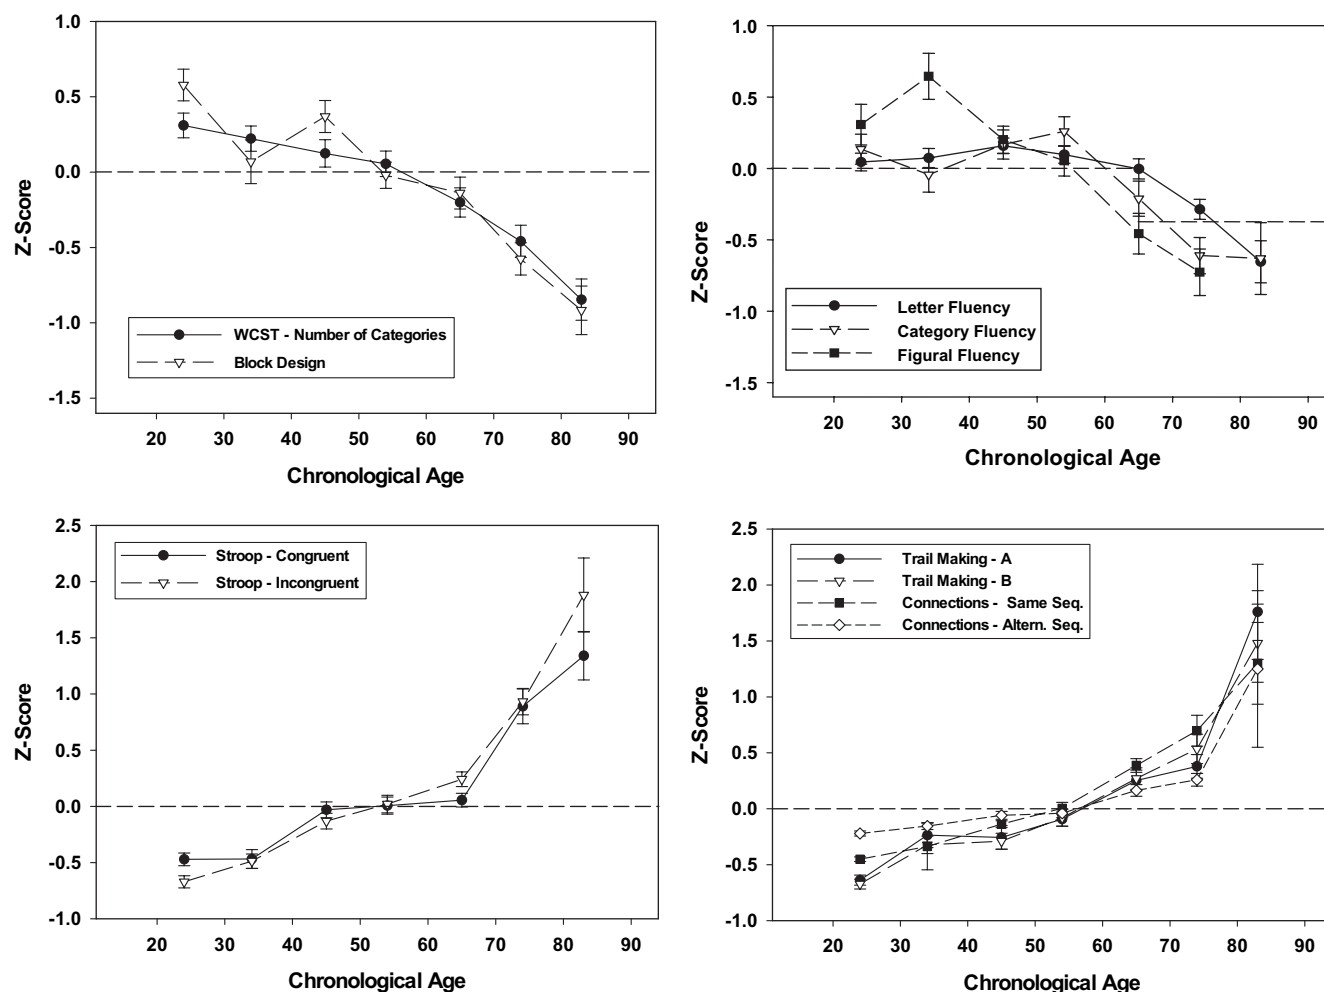 1.0
0.5
0.0
-0.5
-1.0
-1.5
Z-Score
WCST - Number of Categories
Block Design
20 30 40 50 60 70 80 90
Chronological Age
1.0
0.5
0.0
-0.5
-1.0
-1.5
Z-Score
Letter Fluency
Category Fluency
Figural Fluency
20 30 40 50 60 70 80 90
Chronological Age
2.5
2.0
1.5
1.0
0.5
0.0
-0.5
-1.0
Z-Score
Stroop - Congruent
Stroop - Incongruent
20 30 40 50 60 70 80 90
Chronological Age
2.5
2.0
1.5
1.0
0.5
0.0
-0.5
-1.0
Z-Score
Trail Making - A
Trail Making - B
Connections - Same Seq.
Connections - Altern. Seq.
20 30 40 50 60 70 80 90
Chronological Age